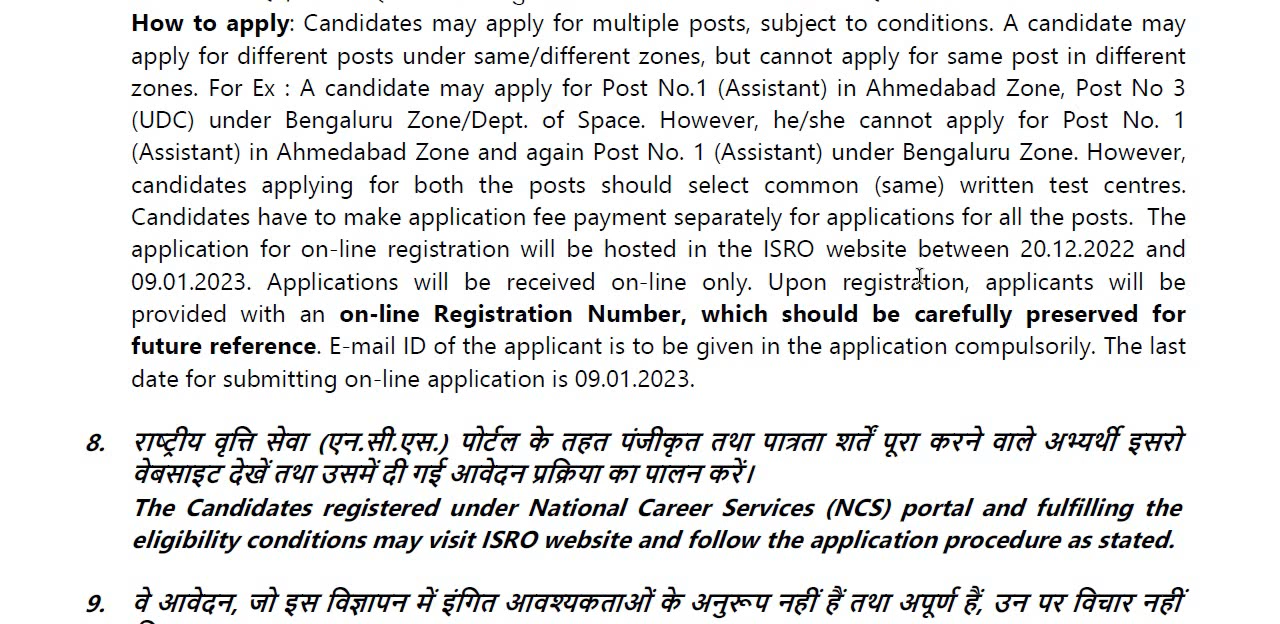 How to apply: Candidates may apply for multiple posts, subject to conditions. A candidate may
apply for different posts under same/different zones, but cannot apply for same post in different
zones. For Ex : A candidate may apply for Post No.1 (Assistant) in Ahmedabad Zone, Post No 3
(UDC) under Bengaluru Zone/Dept. of Space. However, he/she cannot apply for Post No. 1
(Assistant) in Ahmedabad Zone and again Post No. 1 (Assistant) under Bengaluru Zone. However,
candidates applying for both the posts should select common (same) written test centres.
Candidates have to make application fee payment separately for applications for all the posts. The
application for on-line registration will be hosted in the ISRO website between 20.12.2022 and
09.01.2023. Applications will be received on-line only. Upon registration, applicants will be
provided with an on-line Registration Number, which should be carefully preserved for
future reference. E-mail ID of the applicant is to be given in the application compulsorily. The last
date for submitting on-line application is 09.01.2023.
8. राष्ट्रीय वृत्ति सेवा (एन.सी.एस.) पोर्टल के तहत पंजीकृत तथा पात्रता शर्तें पूरा करने वाले अभ्यर्थी इसरो
वेबसाइट देखें तथा उसमें दी गई आवेदन प्रक्रिया का पालन करें।
The Candidates registered under National Career Services (NCS) portal and fulfilling the
eligibility conditions may visit ISRO website and follow the application procedure as stated.
9. वे आवेदन, जो इस विज्ञापन में इंगित आवश्यकताओं के अनुरूप नहीं हैं तथा अपूर्ण हैं, उन पर विचार नहीं